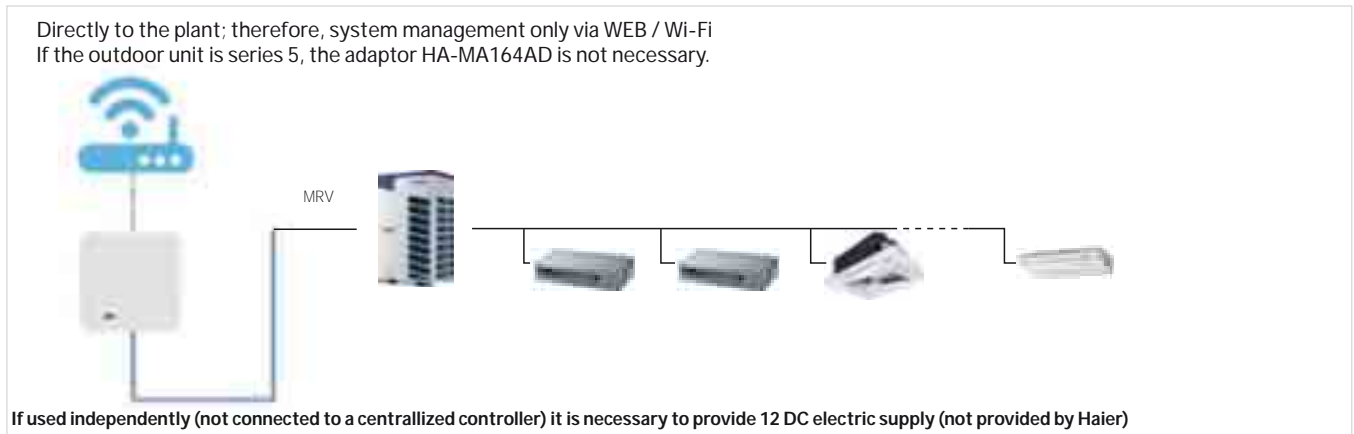 Directly to the plant; therefore, system management only via WEB / Wi-Fi
If the outdoor unit is series 5, the adaptor HA-MA164AD is not necessary.
MRV
If used independently (not connected to a centrallized controller) it is necessary to provide 12 DC electric supply (not provided by Haier)